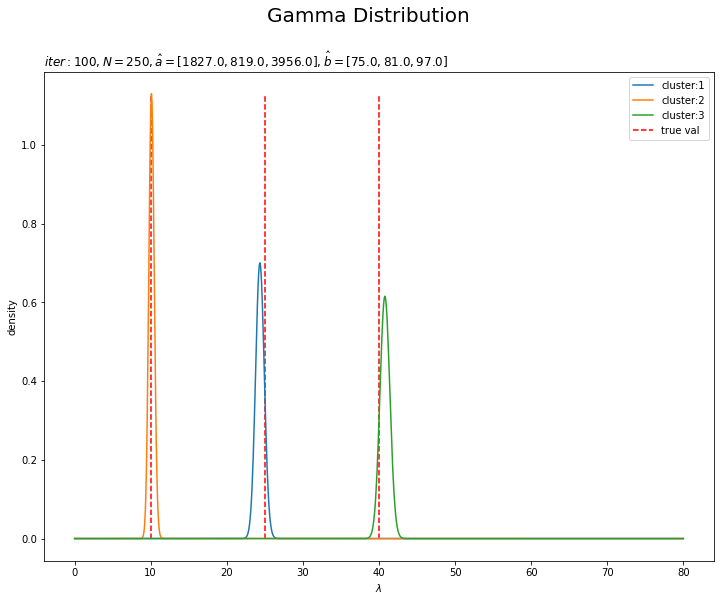 Gamma Distribution
iter : 100, N = 250, â = [1827.0, 819.0, 3956.0], b̂ = [75.0, 81.0, 97.0]
cluster:1
cluster:2
cluster:3
true val
1.0
0.8
0.6
0.4
0.2
0.0
density
0 10 20 30 40 50 60 70 80
λ